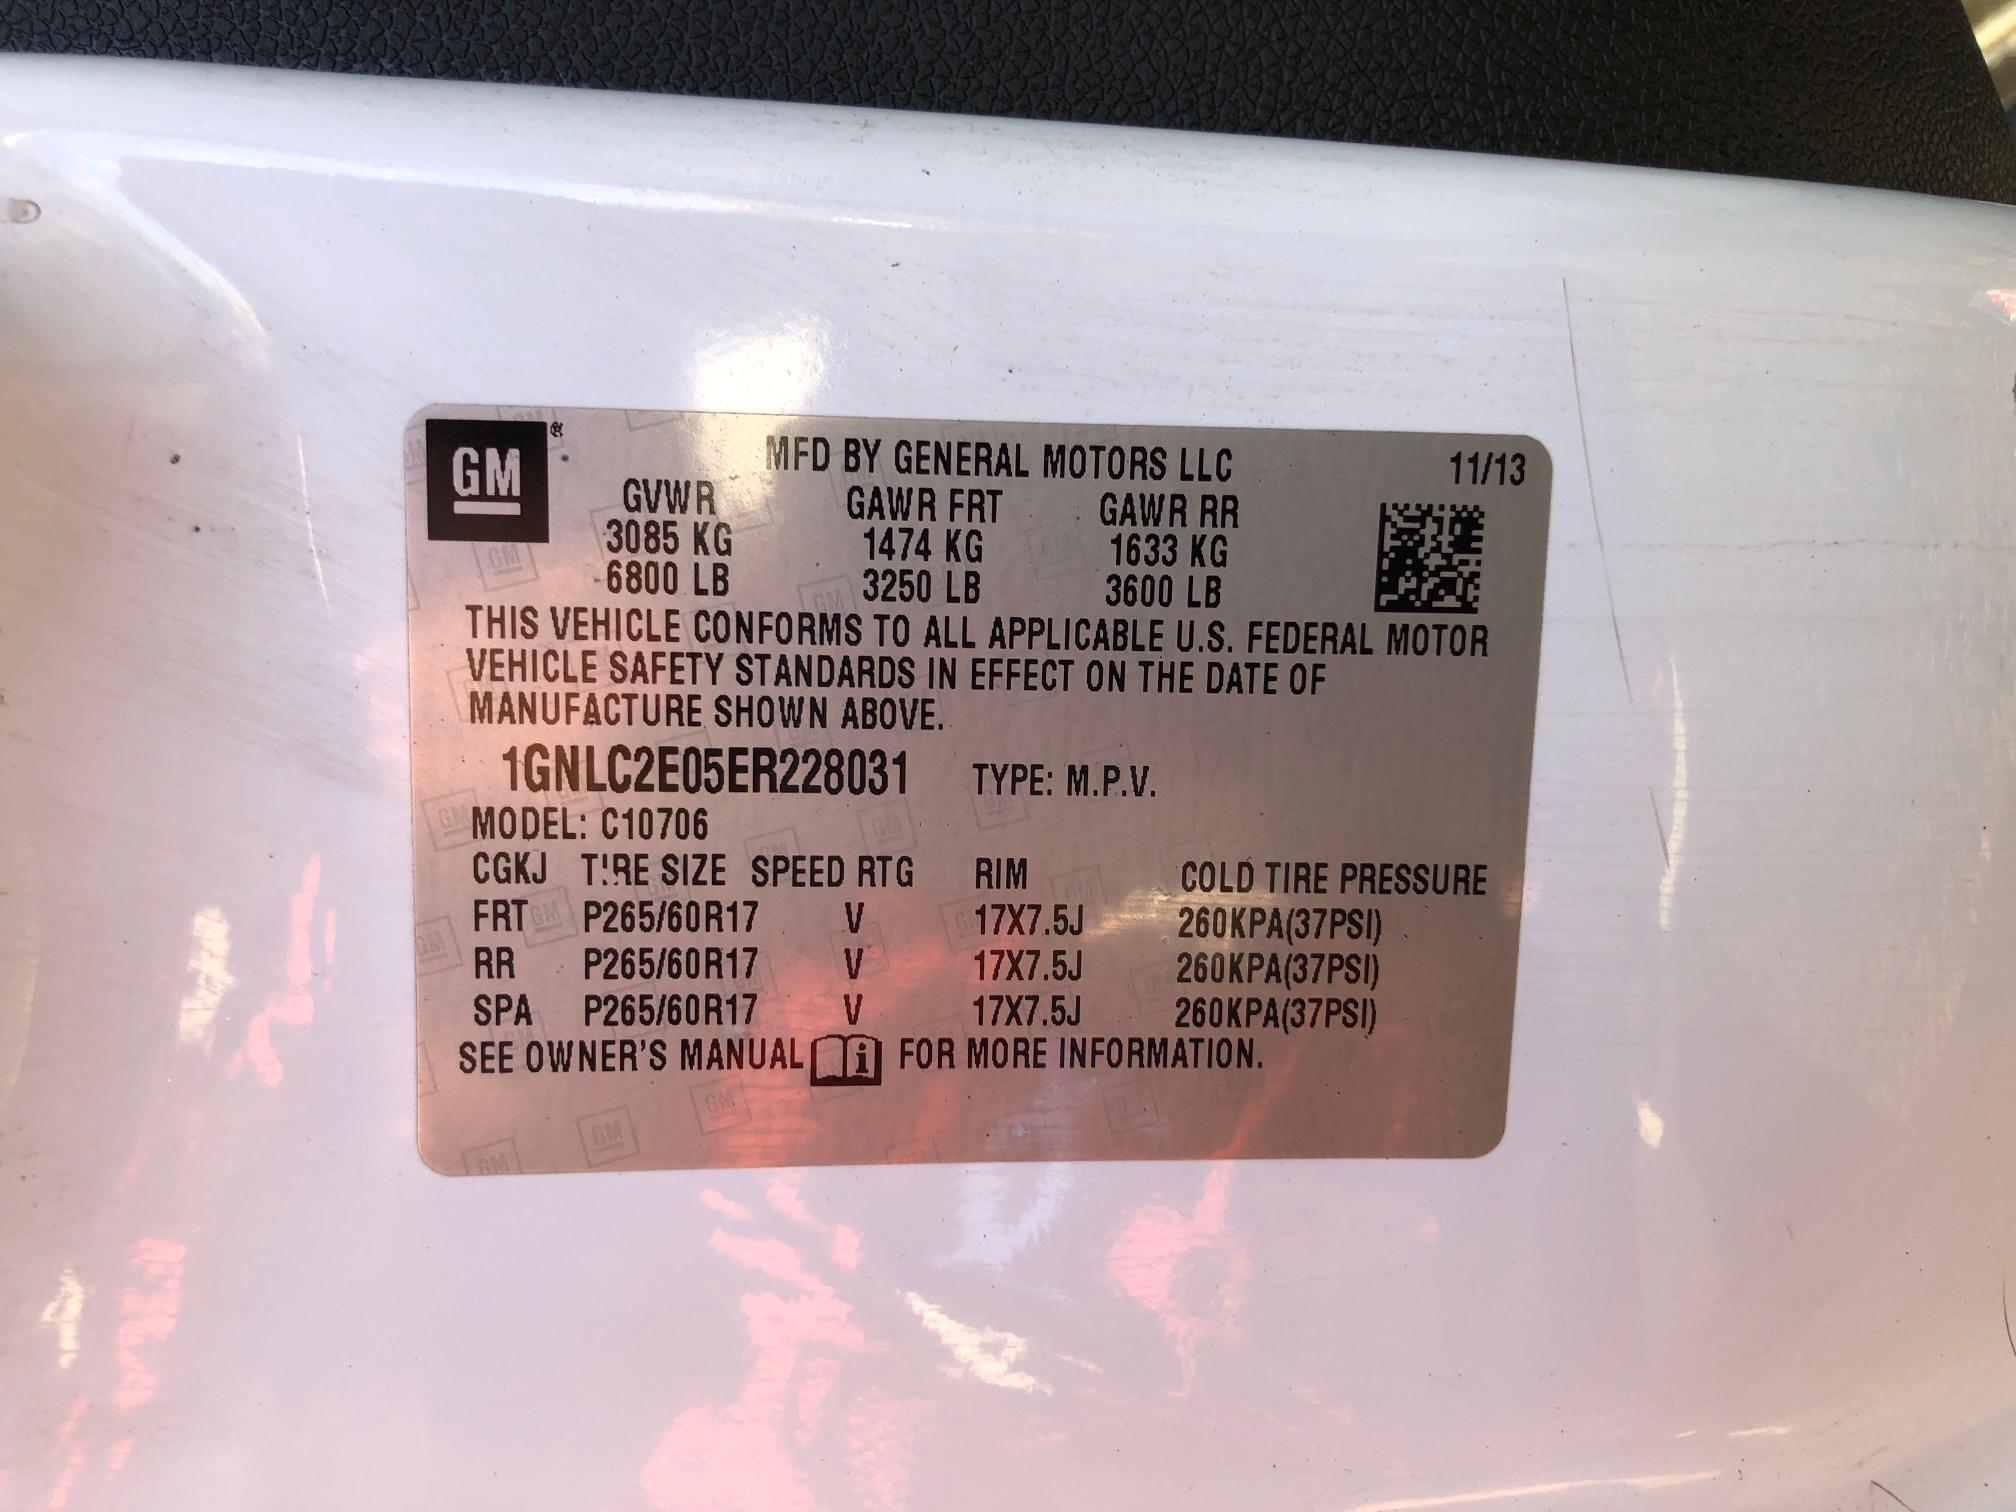 GM
MFD BY GENERAL MOTORS LLC 11/13
GVWR GAWR FRT GAWR RR
3085 KG 1474 KG 1633 KG
6800 LB 3250 LB 3600 LB
THIS VEHICLE CONFORMS TO ALL APPLICABLE U.S. FEDERAL MOTOR
VEHICLE SAFETY STANDARDS IN EFFECT ON THE DATE OF
MANUFACTURE SHOWN ABOVE.
1GNLC2E05ER228031 TYPE: M.P.V.
MODEL: C10706
CGKJ TIRE SIZE SPEED RTG RIM COLD TIRE PRESSURE
FRT P265/60R17 V 17X7.5J 260KPA(37PSI)
RR P265/60R17 V 17X7.5J 260KPA(37PSI)
SPA P265/60R17 V 17X7.5J 260KPA(37PSI)
SEE OWNER'S MANUAL i FOR MORE INFORMATION.